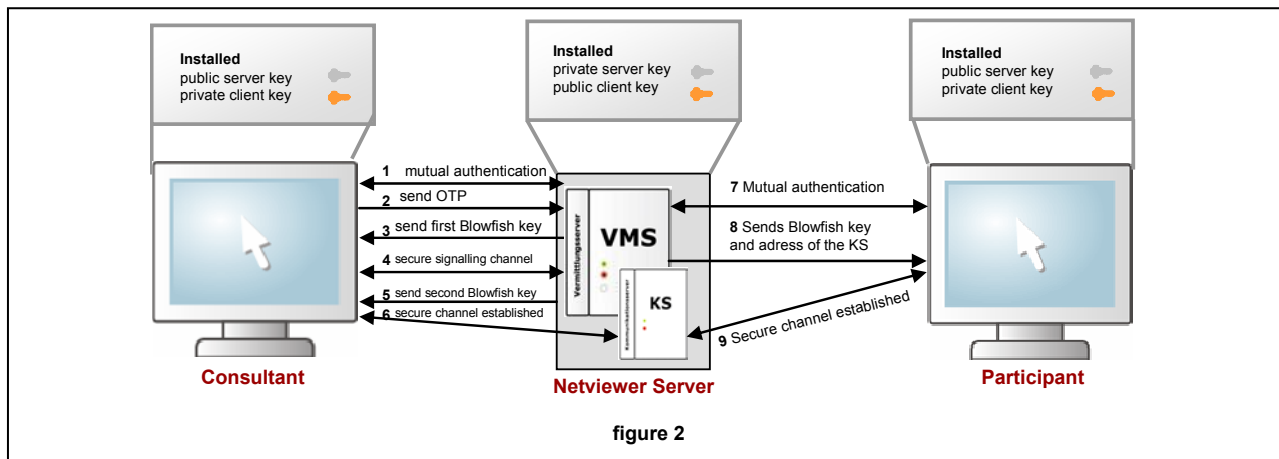 Installed
public server key
private client key
Installed
private server key
public client key
Installed
public server key
private client key
1 mutual authentication
2 send OTP
3 send first Blowfish key
4 secure signalling channel
5 send second Blowfish key
6 secure channel established
Vermittlungsserver
VMS
Kommunikationsserver
KS
7 Mutual authentication
8 Sends Blowfish key
and adress of the KS
9 Secure channel established
Consultant
Netviewer Server
Participant
figure 2